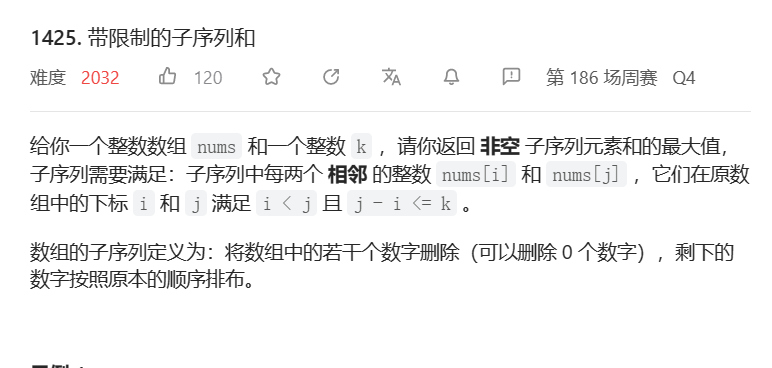 1425. 带限制的子序列和
难度 2032 120 第 186 场周赛 Q4
给你一个整数数组 nums 和一个整数 k ，请你返回 非空 子序列元素和的最大值，
子序列需要满足：子序列中每两个 相邻 的整数 nums[i] 和 nums[j] ，它们在原数
组中的下标 i 和 j 满足 i < j 且 j - i <= k 。
数组的子序列定义为：将数组中的若干个数字删除（可以删除 0 个数字），剩下的
数字按照原本的顺序排布。